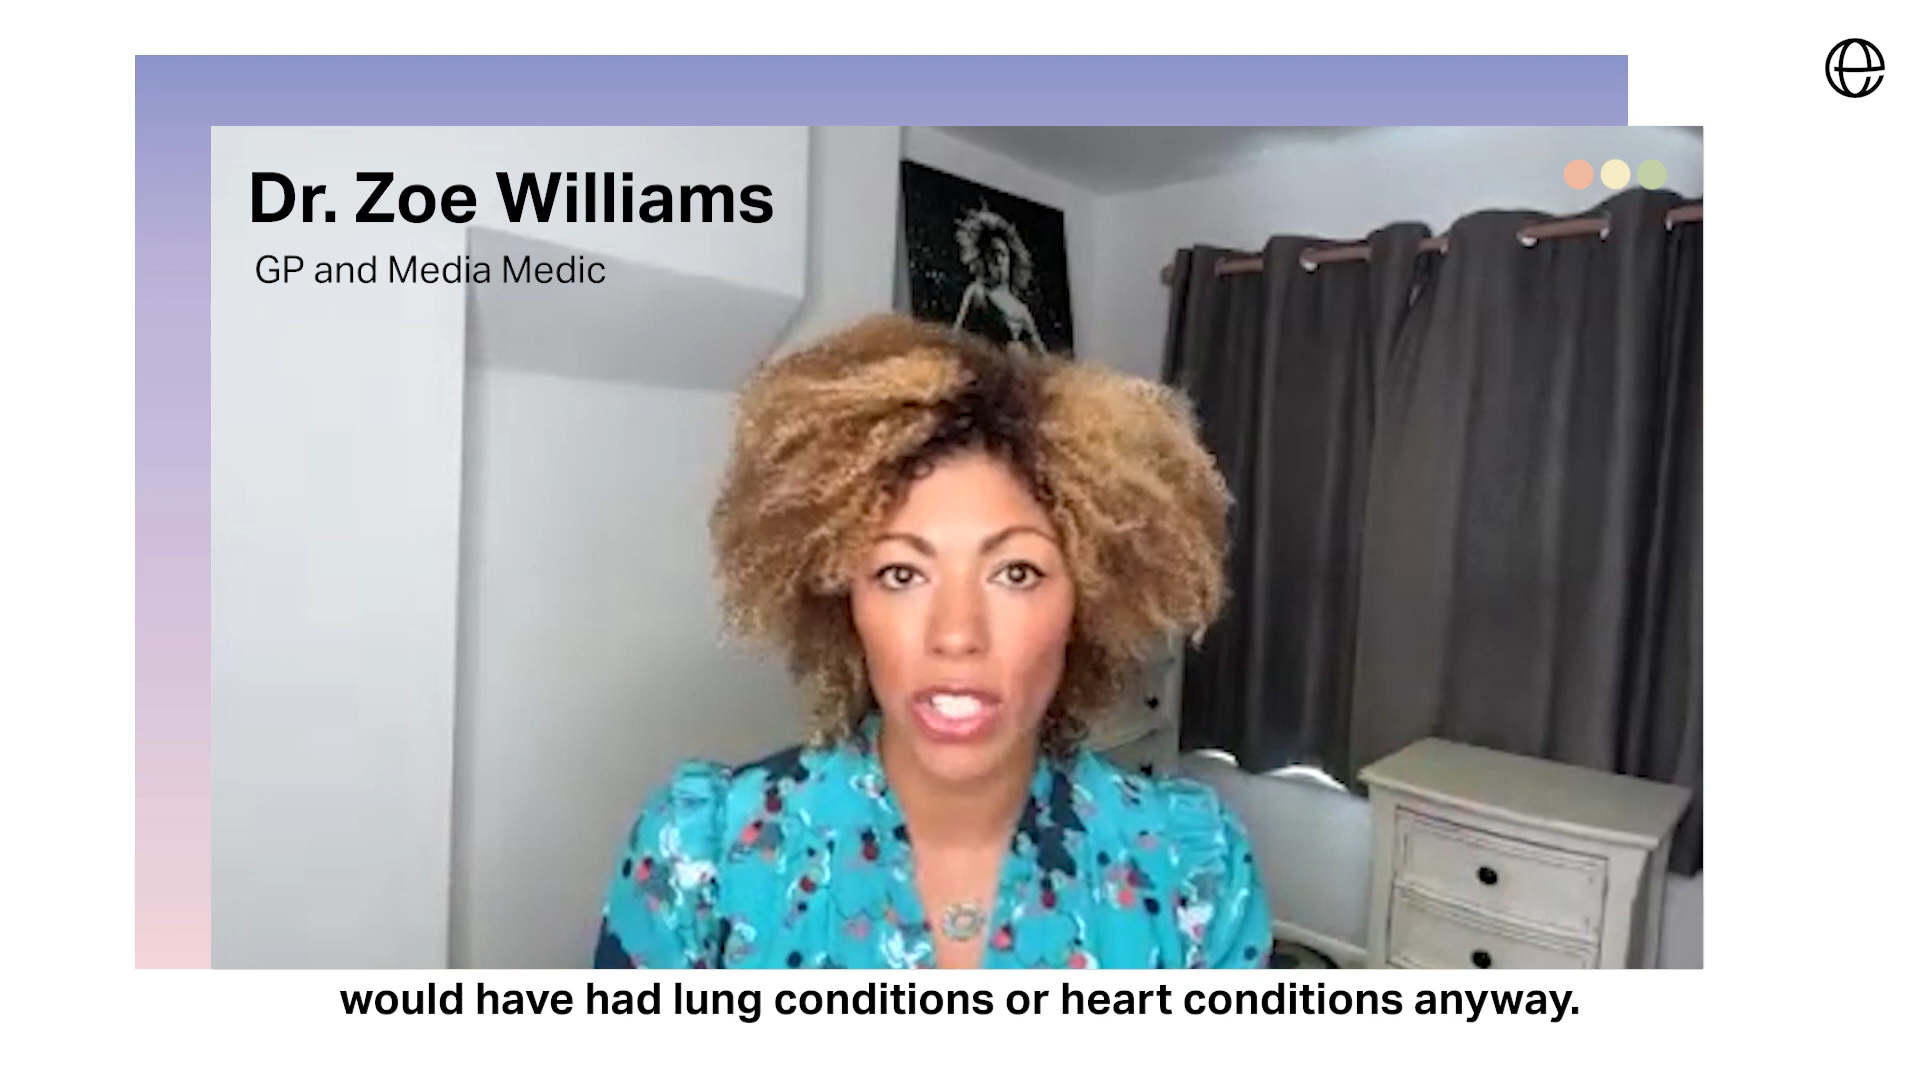 Dr. Zoe Williams
GP and Media Medic
would have had lung conditions or heart conditions anyway.